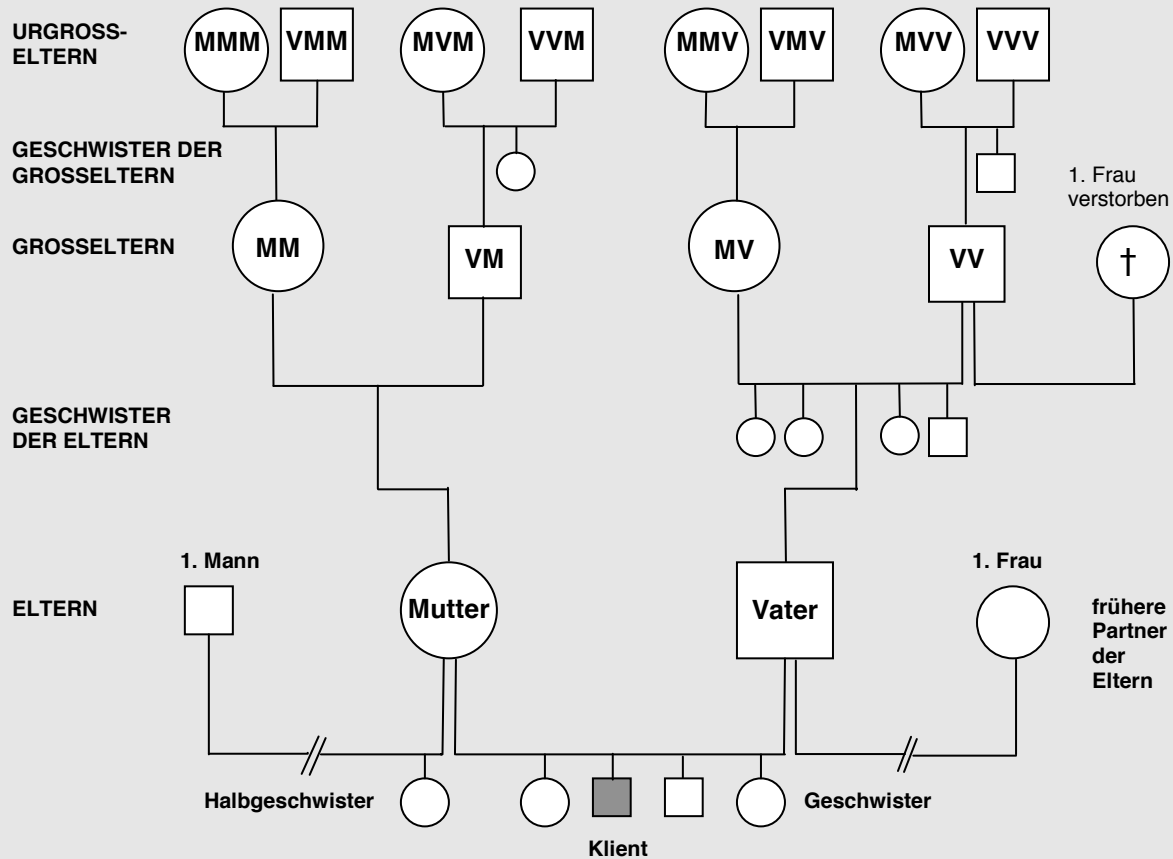 URGROSS-
ELTERN
MMM VMM MVM VVM MMV VMV MVV VVV
GESCHWISTER DER
GROSSELTERN
1. Frau
verstorben
GROSSELTERN
MM VM MV VV †
GESCHWISTER
DER ELTERN
1. Mann
1. Frau
ELTERN
Mutter Vater
frühere
Partner
der
Eltern
Halbgeschwister
Geschwister
Klient